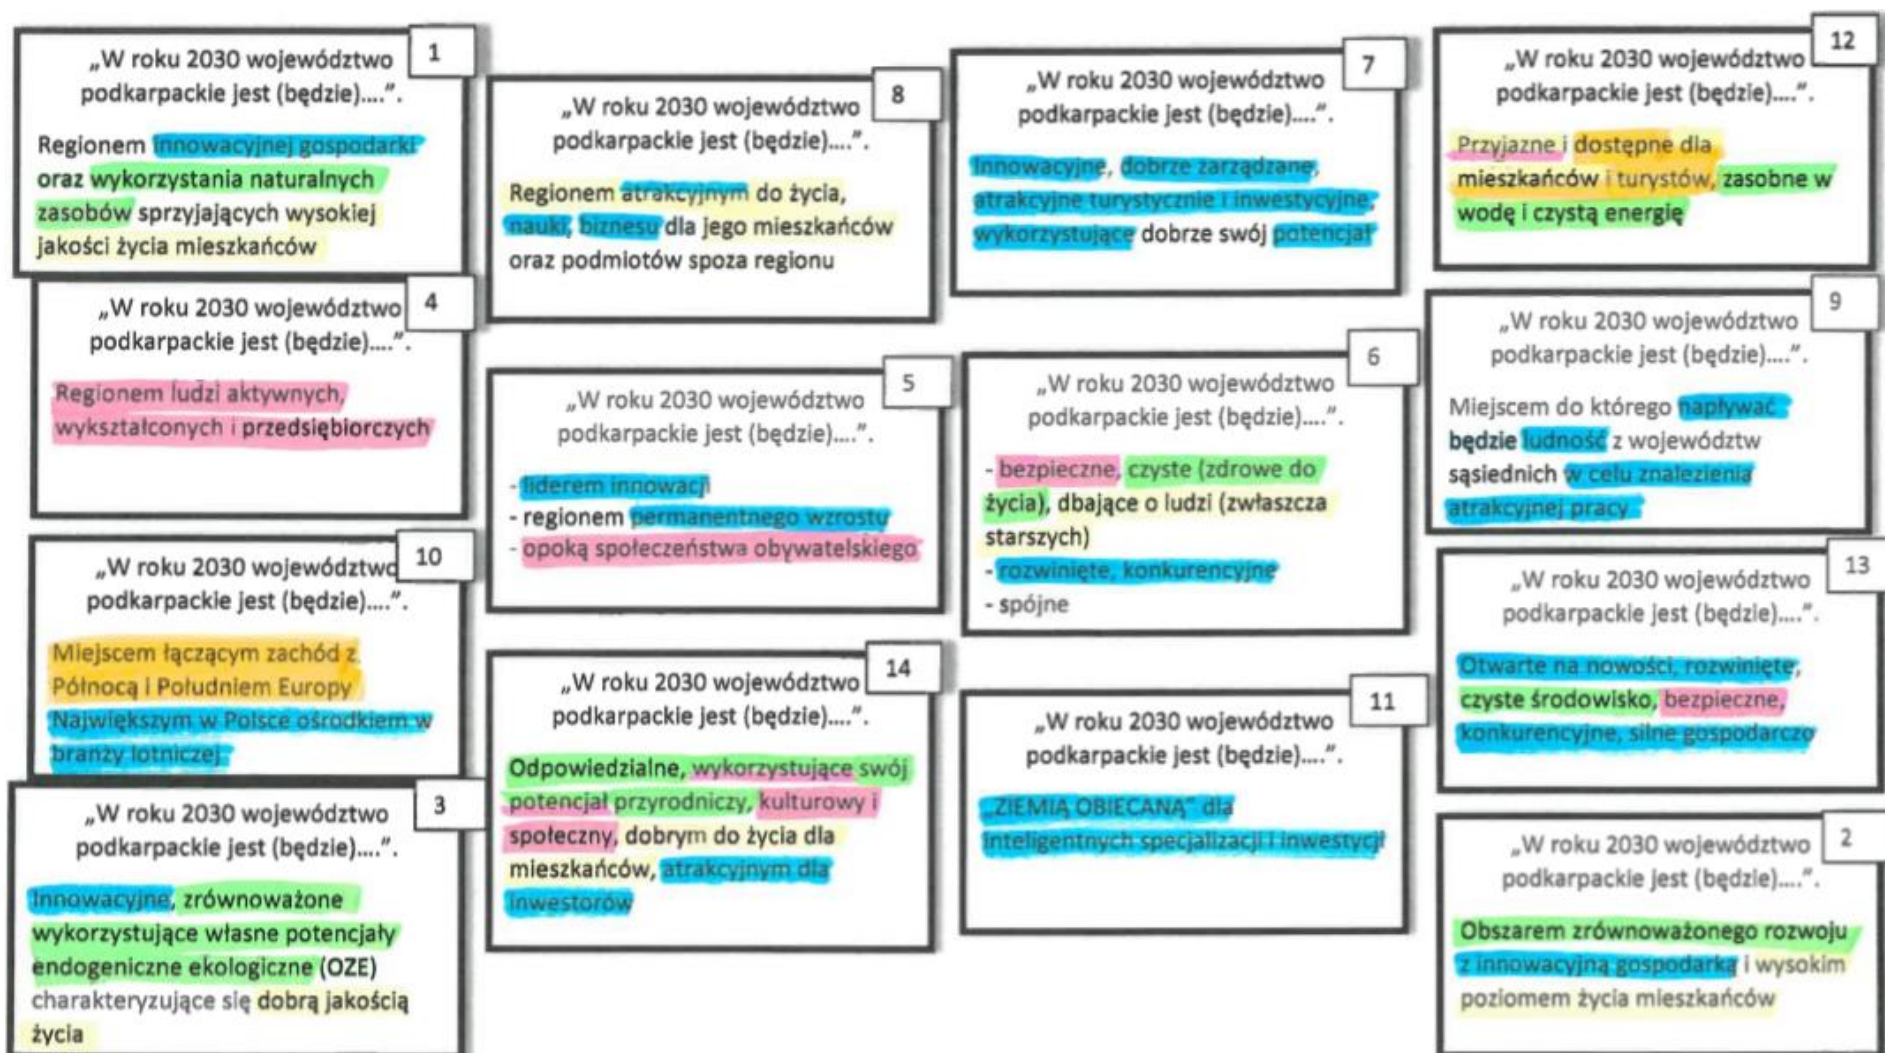 1
„W roku 2030 województwo
podkarpackie jest (będzie)....”.
Regionem innowacyjnej gospodarki
oraz wykorzystania naturalnych
zasobów sprzyjających wysokiej
jakości życia mieszkańców
4
„W roku 2030 województwo
podkarpackie jest (będzie)....”.
Regionem ludzi aktywnych,
wykształconych i przedsiębiorczych
10
„W roku 2030 województwo
podkarpackie jest (będzie)....”.
Miejscem łączącym zachód z
Północą i Południem Europy
Największym w Polsce ośrodkiem w
branży lotniczej
3
„W roku 2030 województwo
podkarpackie jest (będzie)....”.
Innowacyjne, zrównoważone
wykorzystujące własne potencjały
endogeniczne ekologiczne (OZE)
charakteryzujące się dobrą jakością
życia
8
„W roku 2030 województwo
podkarpackie jest (będzie)....”.
Regionem atrakcyjnym do życia,
nauki, biznesu dla jego mieszkańców
oraz podmiotów spoza regionu
5
„W roku 2030 województwo
podkarpackie jest (będzie)....”.
- liderem innowacji
- regionem permanentnego wzrostu
- opoką społeczeństwa obywatelskiego
14
„W roku 2030 województwo
podkarpackie jest (będzie)....”.
Odpowiedzialne, wykorzystujące swój
potencjał przyrodniczy, kulturowy i
społeczny, dobrym do życia dla
mieszkańców, atrakcyjnym dla
inwestorów
7
„W roku 2030 województwo
podkarpackie jest (będzie)....”.
Innowacyjne, dobrze zarządzane,
atrakcyjne turystycznie i inwestycyjne,
wykorzystujące dobrze swój potencjał
6
„W roku 2030 województwo
podkarpackie jest (będzie)....”.
- bezpieczne, czyste (zdrowe do
życia), dbające o ludzi (zwłaszcza
starszych)
- rozwinięte, konkurencyjne
- spójne
11
„W roku 2030 województwo
podkarpackie jest (będzie)....”.
„ZIEMIĄ OBIECANĄ” dla
inteligentnych specjalizacji i inwestycji
12
„W roku 2030 województwo
podkarpackie jest (będzie)....”.
Przyjazne i dostępne dla
mieszkańców i turystów, zasobne w
wodę i czystą energię
9
„W roku 2030 województwo
podkarpackie jest (będzie)....”.
Miejscem do którego napływać
będzie ludność z województw
sąsiednich w celu znalezienia
atrakcyjnej pracy
13
„W roku 2030 województwo
podkarpackie jest (będzie)....”.
Otwarte na nowości, rozwinięte,
czyste środowisko, bezpieczne,
konkurencyjne, silne gospodarczo
2
„W roku 2030 województwo
podkarpackie jest (będzie)....”.
Obszarem zrównoważonego rozwoju
z innowacyjną gospodarką i wysokim
poziomem życia mieszkańców